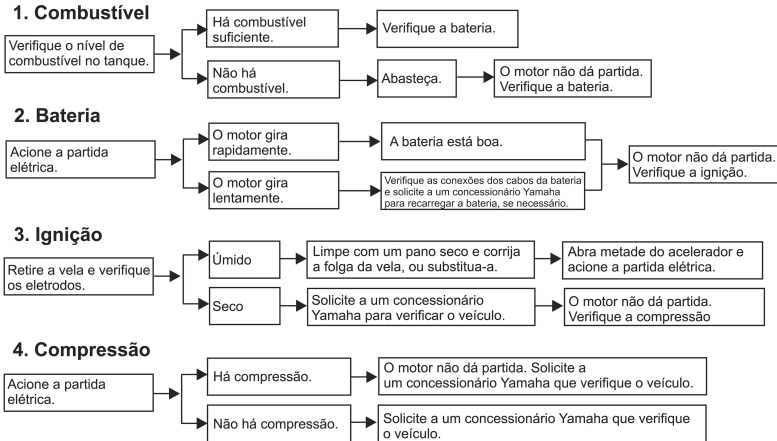 1. Combustível
Verifique o nível de
combustível no tanque.
Há combustível
suficiente.
Verifique a bateria.
Não há
combustível.
Abasteça.
O motor não dá partida.
Verifique a bateria.
2. Bateria
Acione a partida
elétrica.
O motor gira
rapidamente.
A bateria está boa.
O motor gira
lentamente.
Verifique as conexões dos cabos da bateria
e solicite a um concessionário Yamaha
para recarregar a bateria, se necessário.
O motor não dá partida.
Verifique a ignição.
3. Ignição
Retire a vela e verifique
os eletrodos.
Úmido
Limpe com um pano seco e corrija
a folga da vela, ou substitua-a.
Abra metade do acelerador e
acione a partida elétrica.
Seco
Solicite a um concessionário
Yamaha para verificar o veículo.
O motor não dá partida.
Verifique a compressão
4. Compressão
Acione a partida
elétrica.
Há compressão.
O motor não dá partida. Solicite a
um concessionário Yamaha que verifique o veículo.
Não há compressão.
Solicite a um concessionário Yamaha que verifique
o veículo.